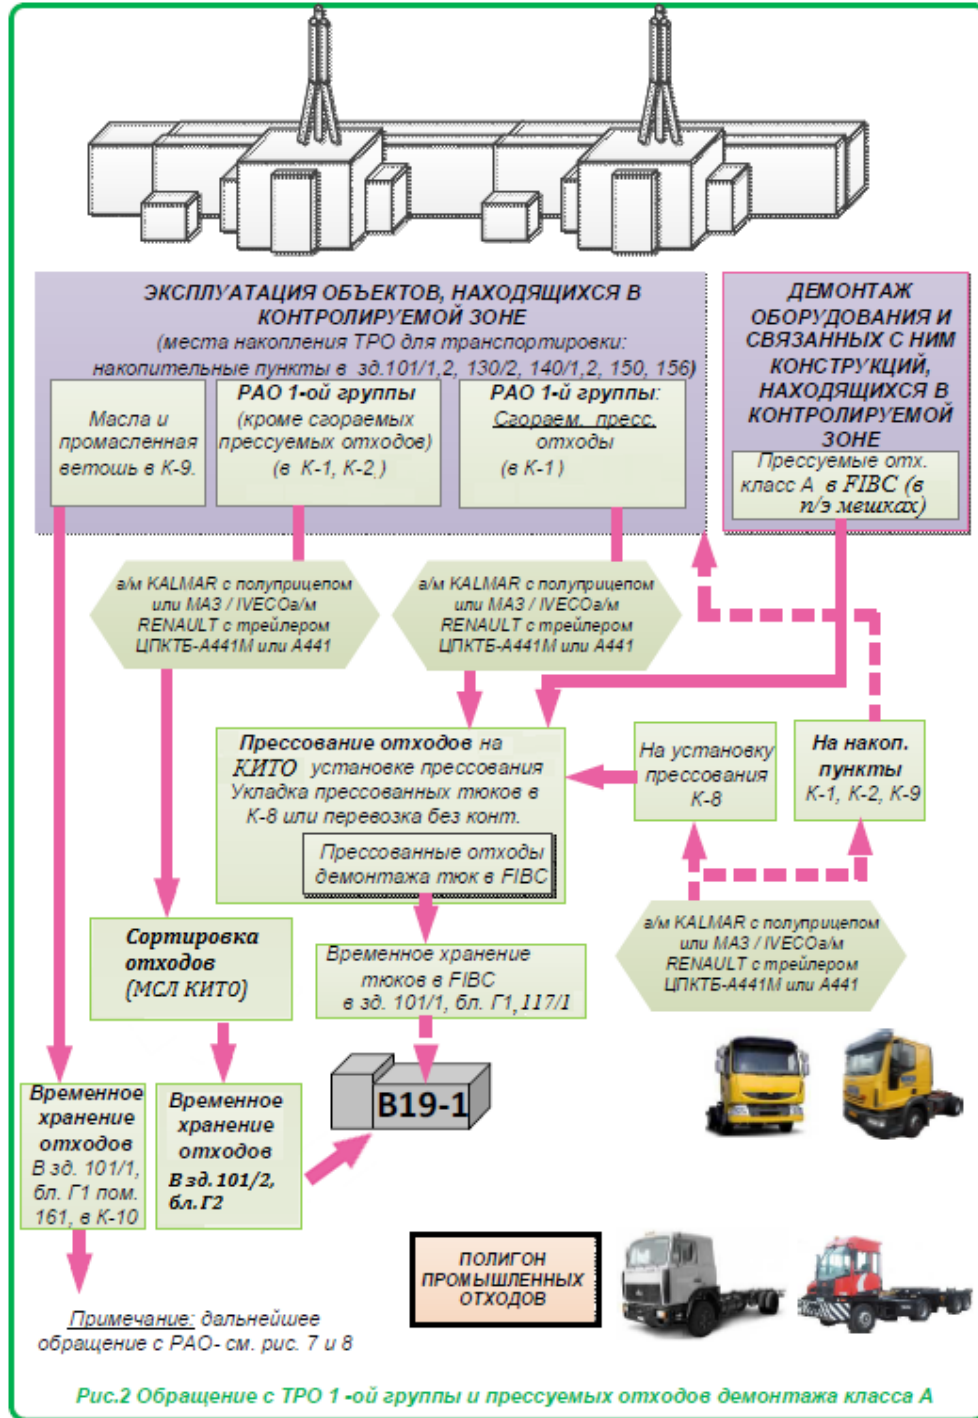 ЭКСПЛУАТАЦИЯ ОБЪЕКТОВ, НАХОДЯЩИХСЯ В
КОНТРОЛИРУЕМОЙ ЗОНЕ
(места накопления ТРО для транспортировки:
накопительные пункты в зд.101/1,2, 130/2, 140/1,2, 150, 156)
Масла и
промасленная
ветошь в К-9.
РАО 1-ой группы
(кроме сгораемых
прессуемых отходов)
(в К-1, К-2,)
РАО 1-й группы:
Сгораем. пресс.
отходы
(в К-1)
ДЕМОНТАЖ
ОБОРУДОВАНИЯ И
СВЯЗАННЫХ С НИМ
КОНСТРУКЦИЙ,
НАХОДЯЩИХСЯ В
КОНТРОЛИРУЕМОЙ
ЗОНЕ
Прессуемые отх.
класс А в FIBC (в
п/э мешках)
а/м KALMAR с полуприцепом
или МАЗ / IVECOа/м
RENAULT с трейлером
ЦПКТБ-А441М или А441
а/м KALMAR с полуприцепом
или МАЗ / IVECOа/м
RENAULT с трейлером
ЦПКТБ-А441М или А441
Прессование отходов на
КИТО установке прессования
Укладка прессованных тюков в
К-8 или перевозка без конт.
Прессованные отходы
демонтажа тюк в FIBC
На установку
прессования
К-8
На накоп.
пункты
К-1, К-2, К-9
а/м KALMAR с полуприцепом
или МАЗ / IVECOа/м
RENAULT с трейлером
ЦПКТБ-А441М или А441
Сортировка
отходов
(МСЛ КИТО)
Временное хранение
тюков в FIBC
в зд. 101/1, бл. Г1, 117/1
В19-1
Временное
хранение
отходов
В зд. 101/1,
бл. Г1 пом.
161, в К-10
Временное
хранение
отходов
В зд. 101/2,
бл. Г2
ПОЛИГОН
ПРОМЫШЛЕННЫХ
ОТХОДОВ
Примечание: дальнейшее
обращение с РАО- см. рис. 7 и 8
Рис.2 Обращение с ТРО 1 -ой группы и прессуемых отходов демонтажа класса А